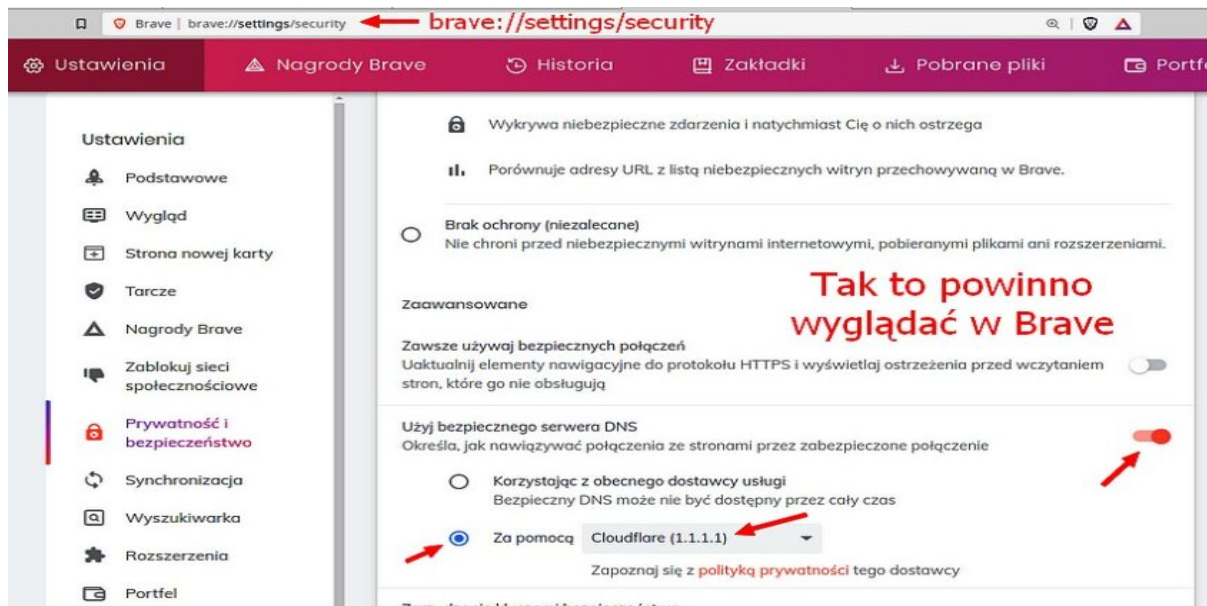 Brave | brave://settings/security
brave://settings/security
Ustawienia
Nagrody Brave
Historia
Zakładki
Pobrane pliki
Portfe
Ustawienia
Podstawowe
Wygląd
Strona nowej karty
Tarcze
Nagrody Brave
Zablokuj sieci
społecznościowe
Prywatność i
bezpieczeństwo
Synchronizacja
Wyszukiwarka
Rozszerzenia
Portfel
Wykrywa niebezpieczne zdarzenia i natychmiast Cię o nich ostrzega
Porównuje adresy URL z listą niebezpiecznych witryn przechowywaną w Brave.
Brak ochrony (niezalecane)
Nie chroni przed niebezpiecznymi witrynami internetowymi, pobieranymi plikami ani rozszerzeniami.
Tak to powinno
wyglądać w Brave
Zaawansowane
Zawsze używaj bezpiecznych połączeń
Uaktualnij elementy nawigacyjne do protokołu HTTPS i wyświetlaj ostrzeżenia przed wczytaniem
stron, które go nie obsługują
Użyj bezpiecznego serwera DNS
Określa, jak nawiązywać połączenia ze stronami przez zabezpieczone połączenie
Korzystając z obecnego dostawcy usługi
Bezpieczny DNS może nie być dostępny przez cały czas
Za pomocą Cloudflare (1.1.1.1)
Zapoznaj się z polityką prywatności tego dostawcy